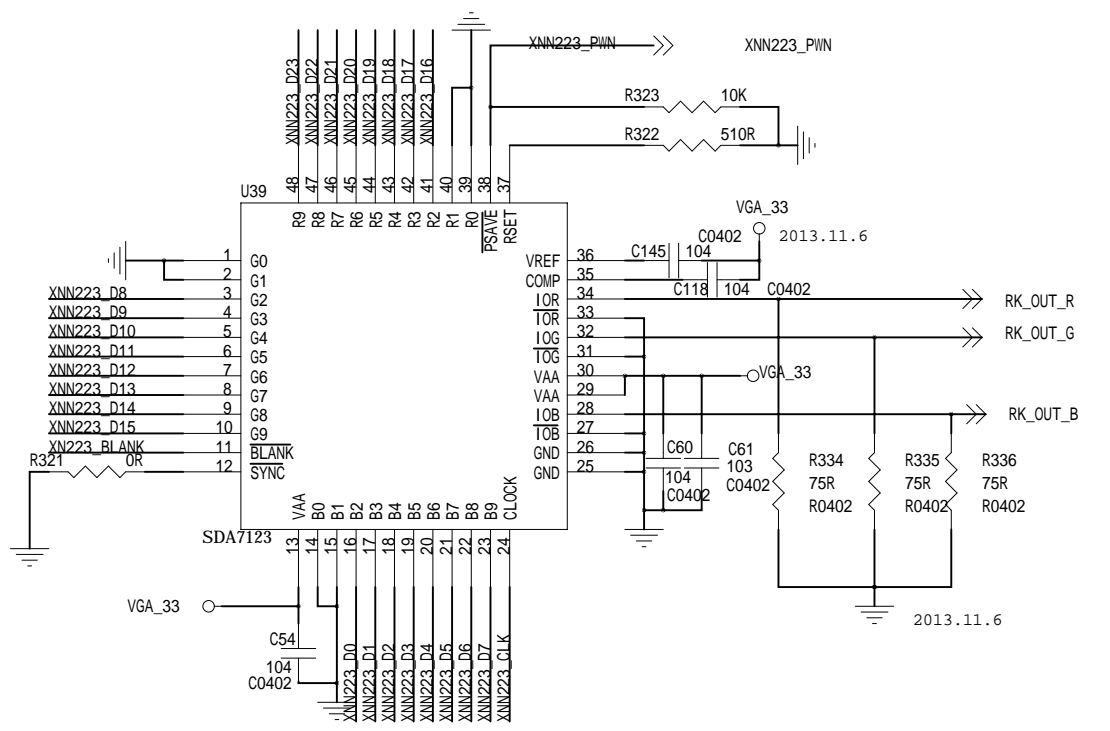 XNN223_D23
XNN223_D22
XNN223_D21
XNN223_D20
XNN223_D19
XNN223_D18
XNN223_D17
XNN223_D16
XNN223_PWN
XNN223_PWN
R323 10K
R322 510R
U39
48 47 46 45 44 43 42 41 40 39 38 37
R9 R8 R7 R6 R5 R4 R3 R2 R1 R0 PSAVE RSET
VGA_33
2013.11.6
C0402
C145 104
C118 104 C0402
1 G0
2 G1
XNN223_D8 3 G2
XNN223_D9 4 G3
XNN223_D10 5 G4
XNN223_D11 6 G5
XNN223_D12 7 G6
XNN223_D13 8 G7
XNN223_D14 9 G8
XNN223_D15 10 G9
XN223_BLANK 11 BLANK
R321 0R 12 SYNC
VREF 36
COMP 35
IOR 34 RK_OUT_R
IOR 33
IOG 32 RK_OUT_G
IOG 31
VAA 30 VGA_33
VAA 29
IOB 28 RK_OUT_B
IOB 27
GND 26
GND 25
C60
104
C0402
C61
103
C0402
R334
75R
R0402
R335
75R
R0402
R336
75R
R0402
VAA B0 B1 B2 B3 B4 B5 B6 B7 B8 B9 CLOCK
SDA7123
13 14 15 16 17 18 19 20 21 22 23 24
VGA_33
C54
104
C0402
XNN223_D0
XNN223_D1
XNN223_D2
XNN223_D3
XNN223_D4
XNN223_D5
XNN223_D6
XNN223_D7
XNN223_CLK
2013.11.6